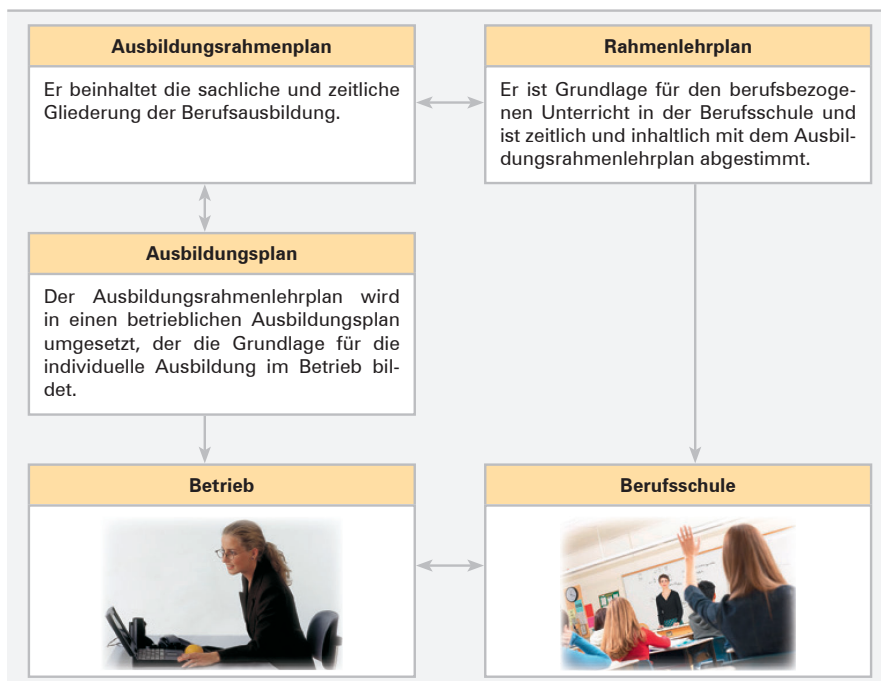 Ausbildungsrahmenplan
Er beinhaltet die sachliche und zeitliche
Gliederung der Berufsausbildung.
Rahmenlehrplan
Er ist Grundlage für den berufsbezoge-
nen Unterricht in der Berufsschule und
ist zeitlich und inhaltlich mit dem Ausbil-
dungsrahmenlehrplan abgestimmt.
Ausbildungsplan
Der Ausbildungsrahmenlehrplan wird
in einen betrieblichen Ausbildungsplan
umgesetzt, der die Grundlage für die
individuelle Ausbildung im Betrieb bil-
det.
Betrieb
Berufsschule